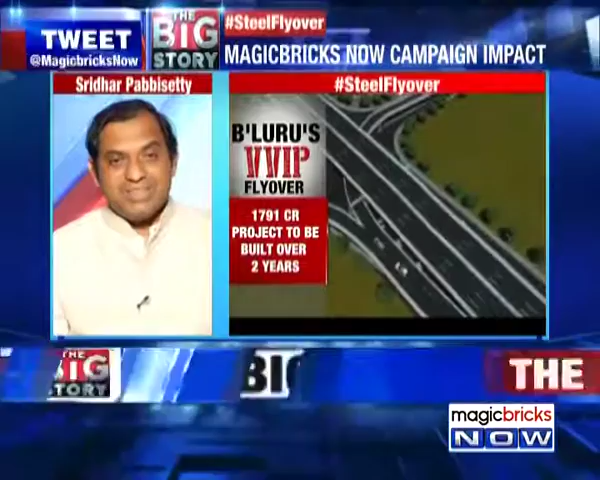 TWEET
@MagicbricksNow
THE
BIG
STORY
#SteelFlyover
MAGICBRICKS NOW CAMPAIGN IMPACT
Sridhar Pabbisetty
#SteelFlyover
B'LURU'S
VVIP
FLYOVER
1791 CR
PROJECT TO BE
BUILT OVER
2 YEARS
THE
BIG
STORY
BIG
THE
magicbricks
NOW